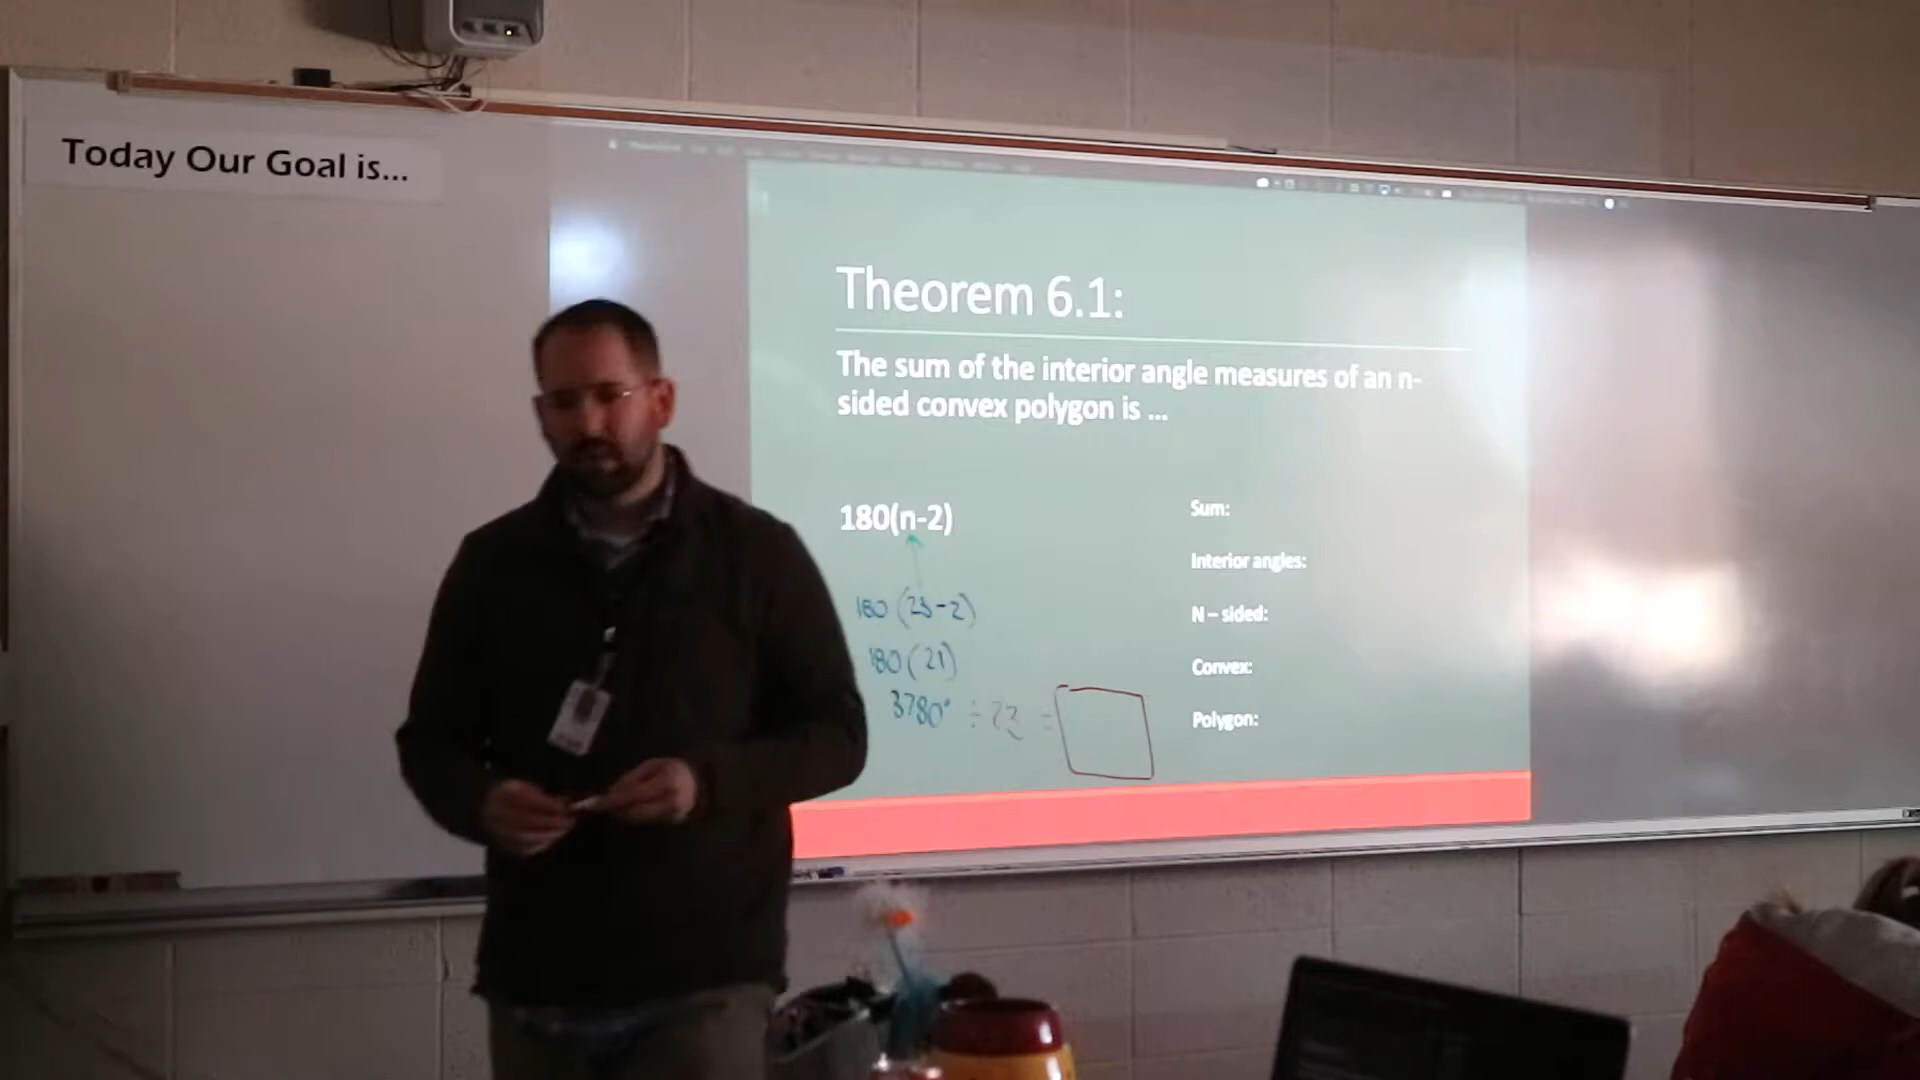 Today Our Goal is...
Theorem 6.1:
The sum of the interior angle measures of an n-
sided convex polygon is ...
180(n-2)
180 (23-2)
180 (21)
3780° ÷ 23 =
Sum:
Interior angles:
N – sided:
Convex:
Polygon: